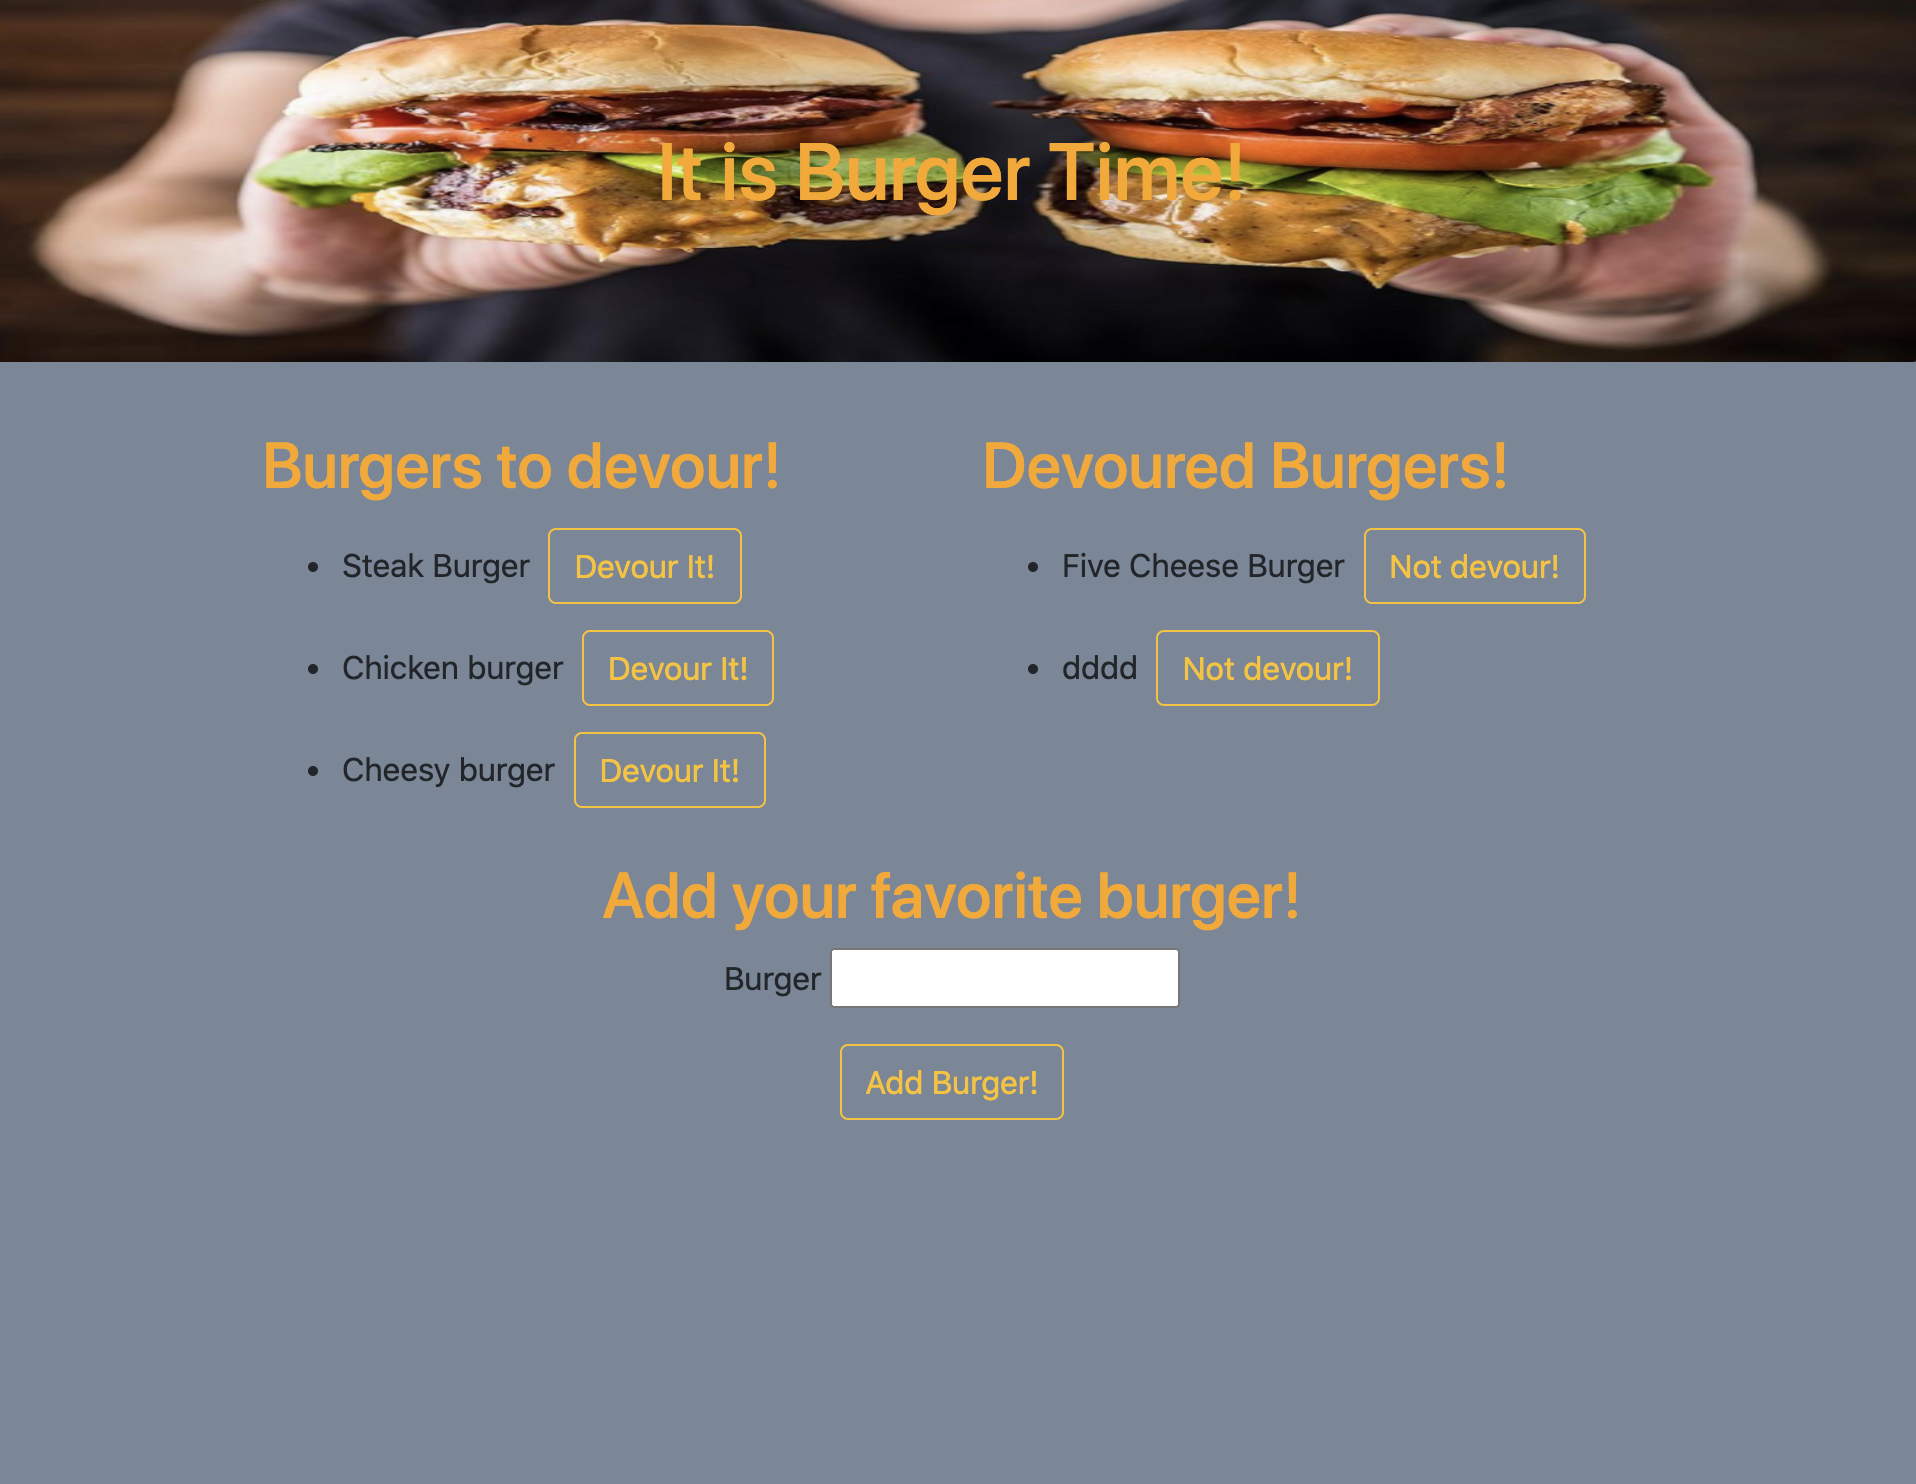 It is Burger Time!
Burgers to devour!
Steak Burger Devour It!
Chicken burger Devour It!
Cheesy burger Devour It!
Devoured Burgers!
Five Cheese Burger Not devour!
dddd Not devour!
Add your favorite burger!
Burger
Add Burger!